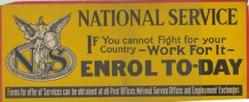 NATIONAL SERVICE
NS
IF You cannot Fight for your
Country — Work For It —
ENROL TO-DAY
Forms for offer of Services can be obtained at all Post Offices, National Service Offices and Employment Exchanges